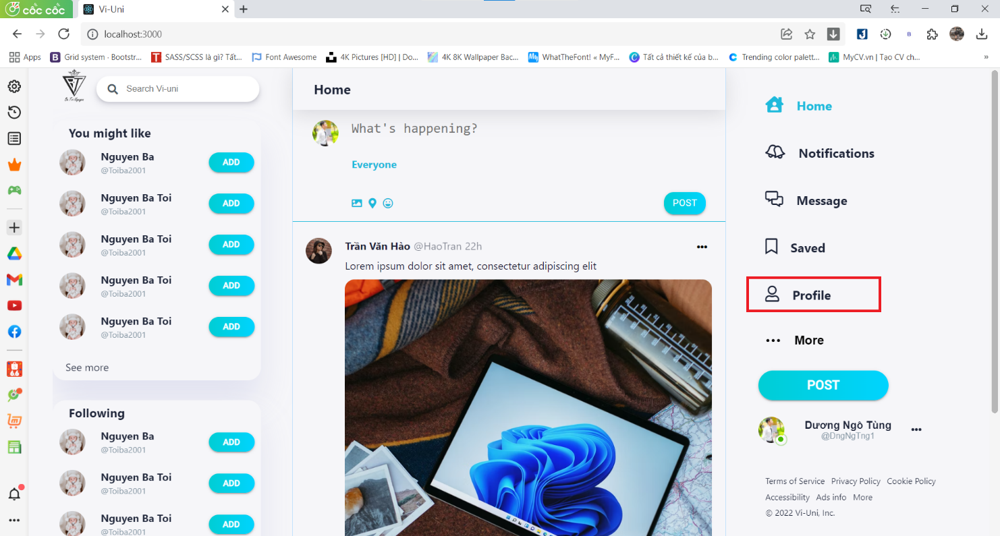 cốc cốc
Vi-Uni
localhost:3000
Apps
Grid system · Bootstr...
SASS/SCSS là gì? Tất...
Font Awesome
4K Pictures [HD] | Do...
4K 8K Wallpaper Bac...
WhatTheFont! « MyF...
Tất cả thiết kế của b...
Trending color palett...
MyCV.vn | Tạo CV ch...
»
Search Vi-uni
You might like
Nguyen Ba
@Toiba2001
ADD
Nguyen Ba Toi
@Toiba2001
ADD
Nguyen Ba Toi
@Toiba2001
ADD
Nguyen Ba Toi
@Toiba2001
ADD
Nguyen Ba Toi
@Toiba2001
ADD
See more
Following
Nguyen Ba
@Toiba2001
ADD
Nguyen Ba Toi
@Toiba2001
ADD
Nguyen Ba Toi
@Toiba2001
ADD
Home
What's happening?
Everyone
POST
Trần Văn Hào @HaoTran 22h
Lorem ipsum dolor sit amet, consectetur adipiscing elit
Home
Notifications
Message
Saved
Profile
More
POST
Dương Ngô Tùng
@DngNgTng1
Terms of Service Privacy Policy Cookie Policy
Accessbility Ads info More
© 2022 Vi-Uni, Inc.